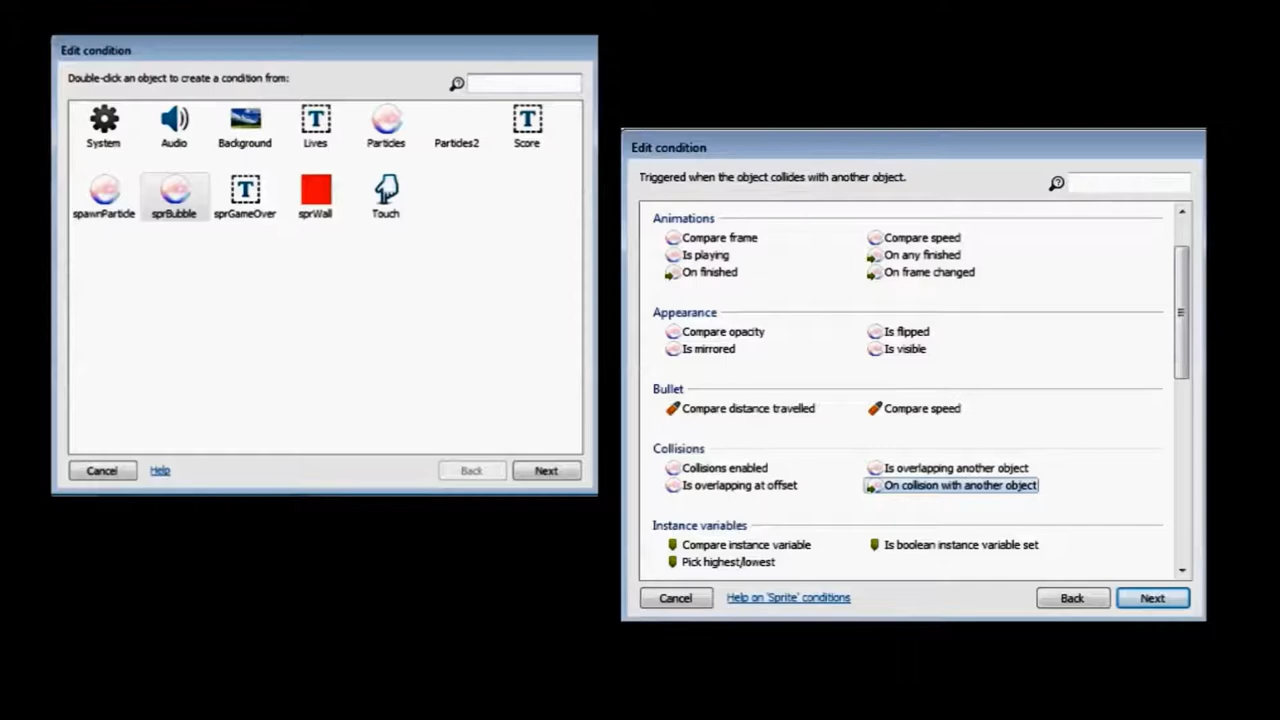 Edit condition
Double-click an object to create a condition from:
System Audio Background Lives Particles Particles2 Score
spawnParticle sprBubble sprGameOver sprWall Touch
Cancel Help Back Next
Edit condition
Triggered when the object collides with another object.
Animations
Compare frame Compare speed
Is playing On any finished
On finished On frame changed
Appearance
Compare opacity Is flipped
Is mirrored Is visible
Bullet
Compare distance travelled Compare speed
Collisions
Collisions enabled Is overlapping another object
Is overlapping at offset On collision with another object
Instance variables
Compare instance variable Is boolean instance variable set
Pick highest/lowest
Cancel Help on 'Sprite' conditions Back Next